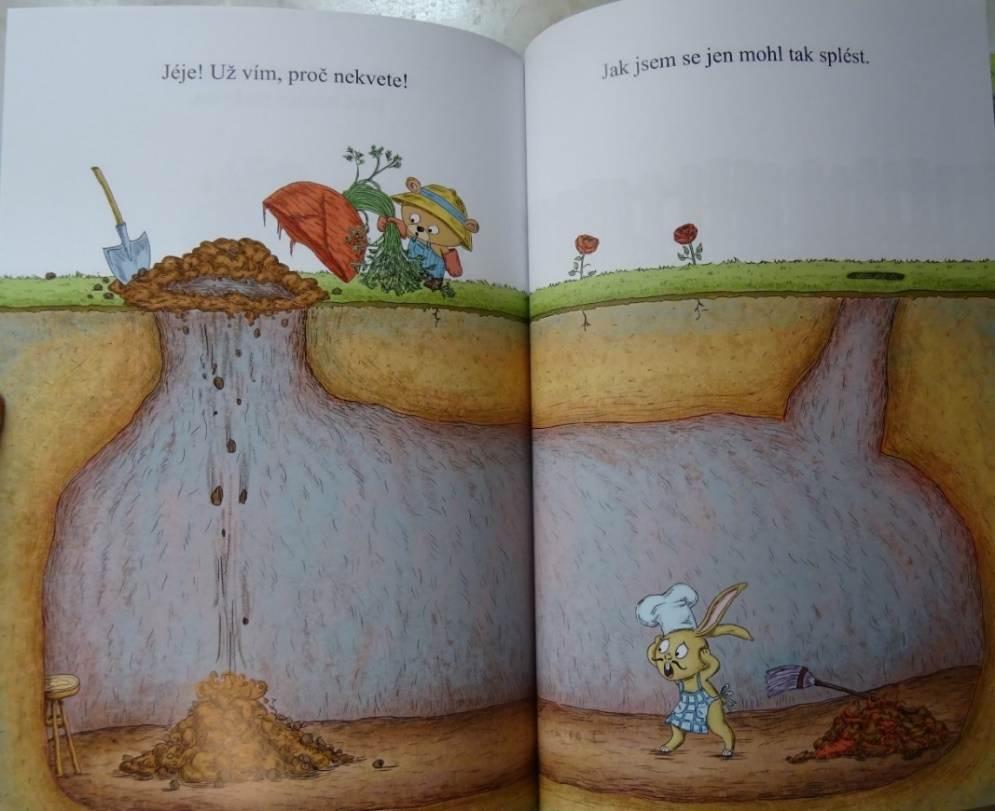 Jéje! Už vím, proč nekvete!
Jak jsem se jen mohl tak splést.